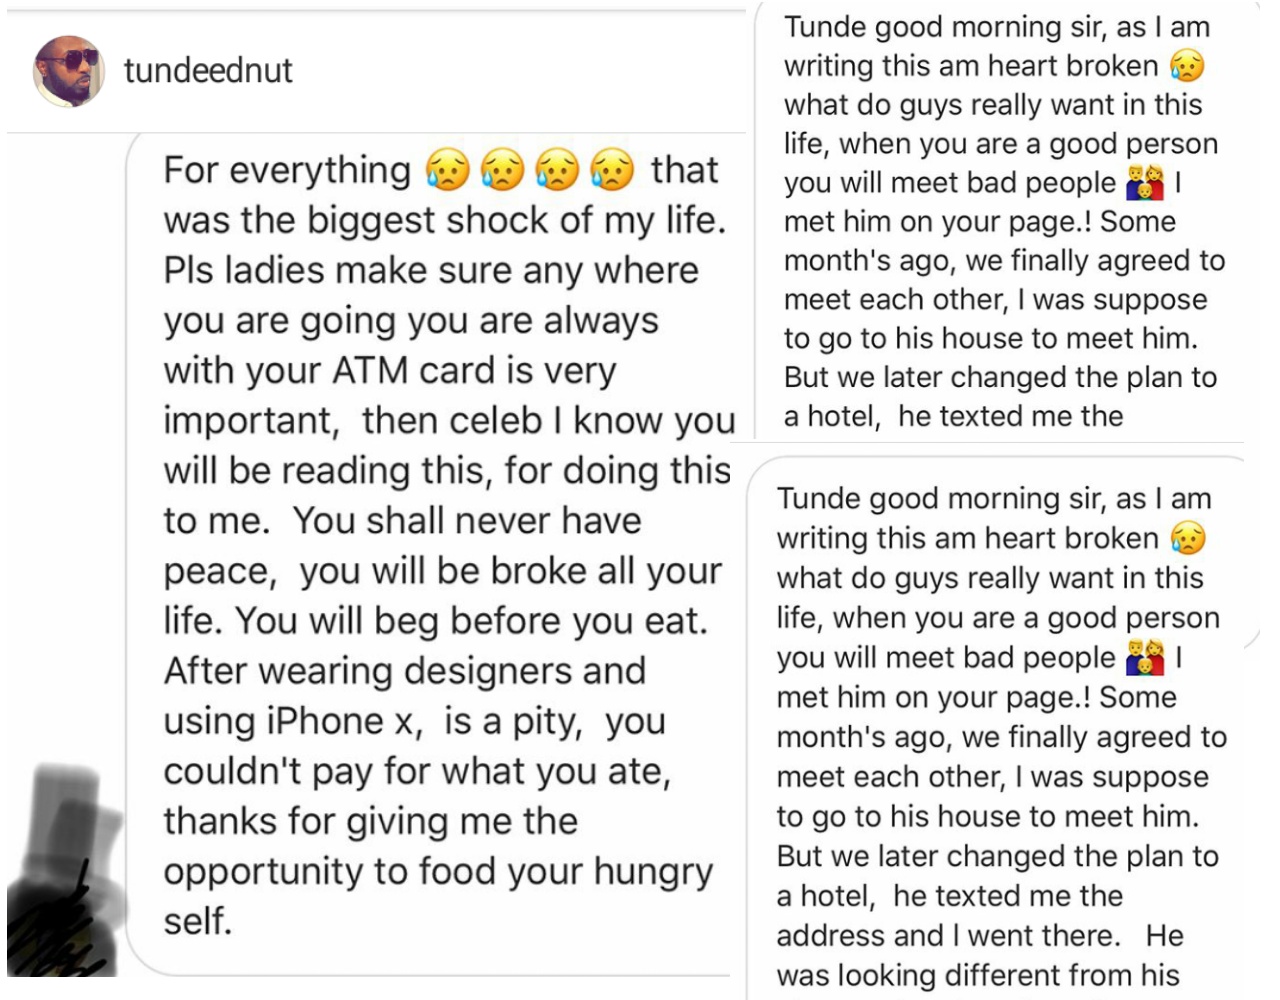 tundeednut
For everything 😥😥😥😥 that
was the biggest shock of my life.
Pls ladies make sure any where
you are going you are always
with your ATM card is very
important,  then celeb I know you
will be reading this, for doing this
to me.  You shall never have
peace,  you will be broke all your
life. You will beg before you eat.
After wearing designers and
using iPhone x,  is a pity,  you
couldn't pay for what you ate,
thanks for giving me the
opportunity to food your hungry
self.
Tunde good morning sir, as I am
writing this am heart broken 😥
what do guys really want in this
life, when you are a good person
you will meet bad people 👨‍👩‍👦 I
met him on your page.! Some
month's ago, we finally agreed to
meet each other, I was suppose
to go to his house to meet him.
But we later changed the plan to
a hotel,  he texted me the
Tunde good morning sir, as I am
writing this am heart broken 😥
what do guys really want in this
life, when you are a good person
you will meet bad people 👨‍👩‍👦 I
met him on your page.! Some
month's ago, we finally agreed to
meet each other, I was suppose
to go to his house to meet him.
But we later changed the plan to
a hotel,  he texted me the
address and I went there.   He
was looking different from his